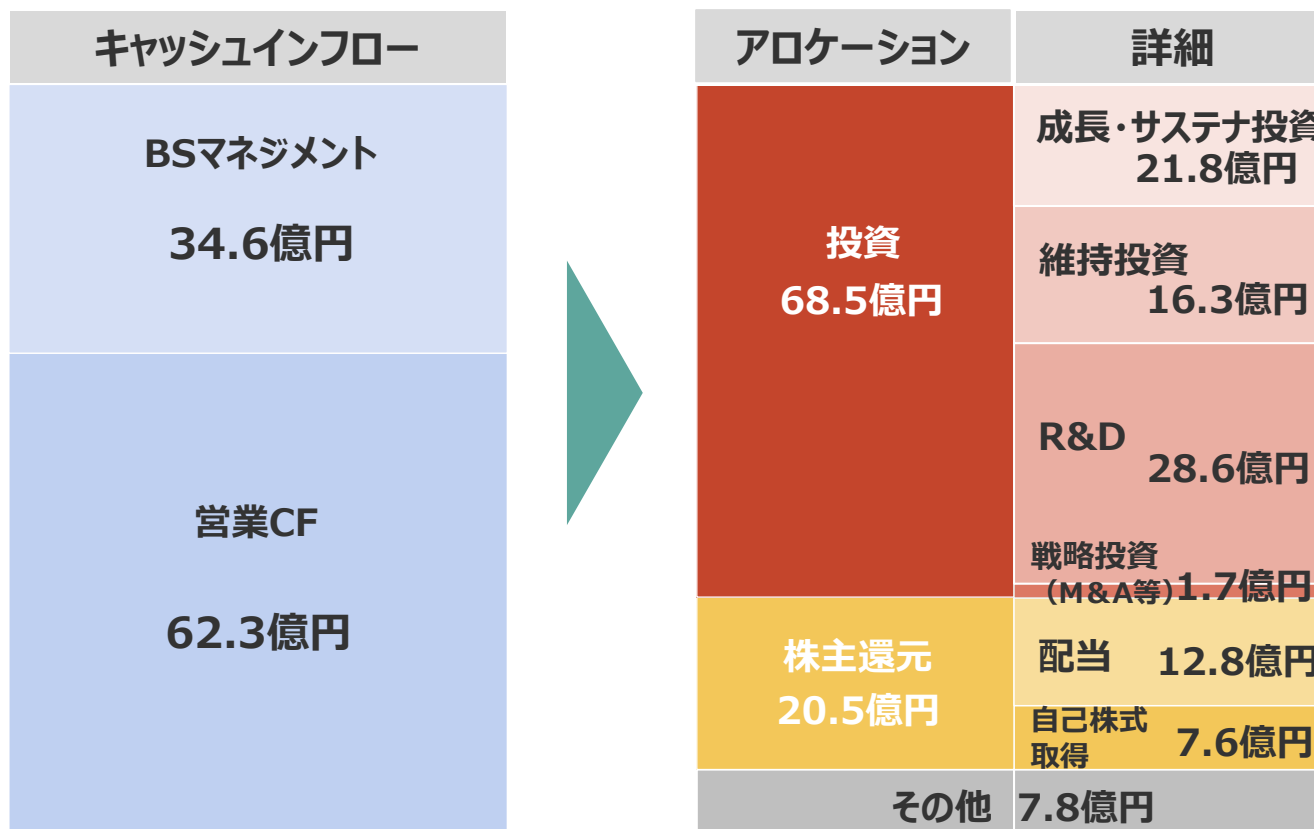 キャッシュインフロー
BSマネジメント
34.6億円
営業CF
62.3億円
アロケーション
詳細
投資
68.5億円
成長・サステナ投資
21.8億円
維持投資
16.3億円
R&D
28.6億円
戦略投資
(M&A等)1.7億円
株主還元
20.5億円
配当 12.8億円
自己株式
取得 7.6億円
その他 7.8億円